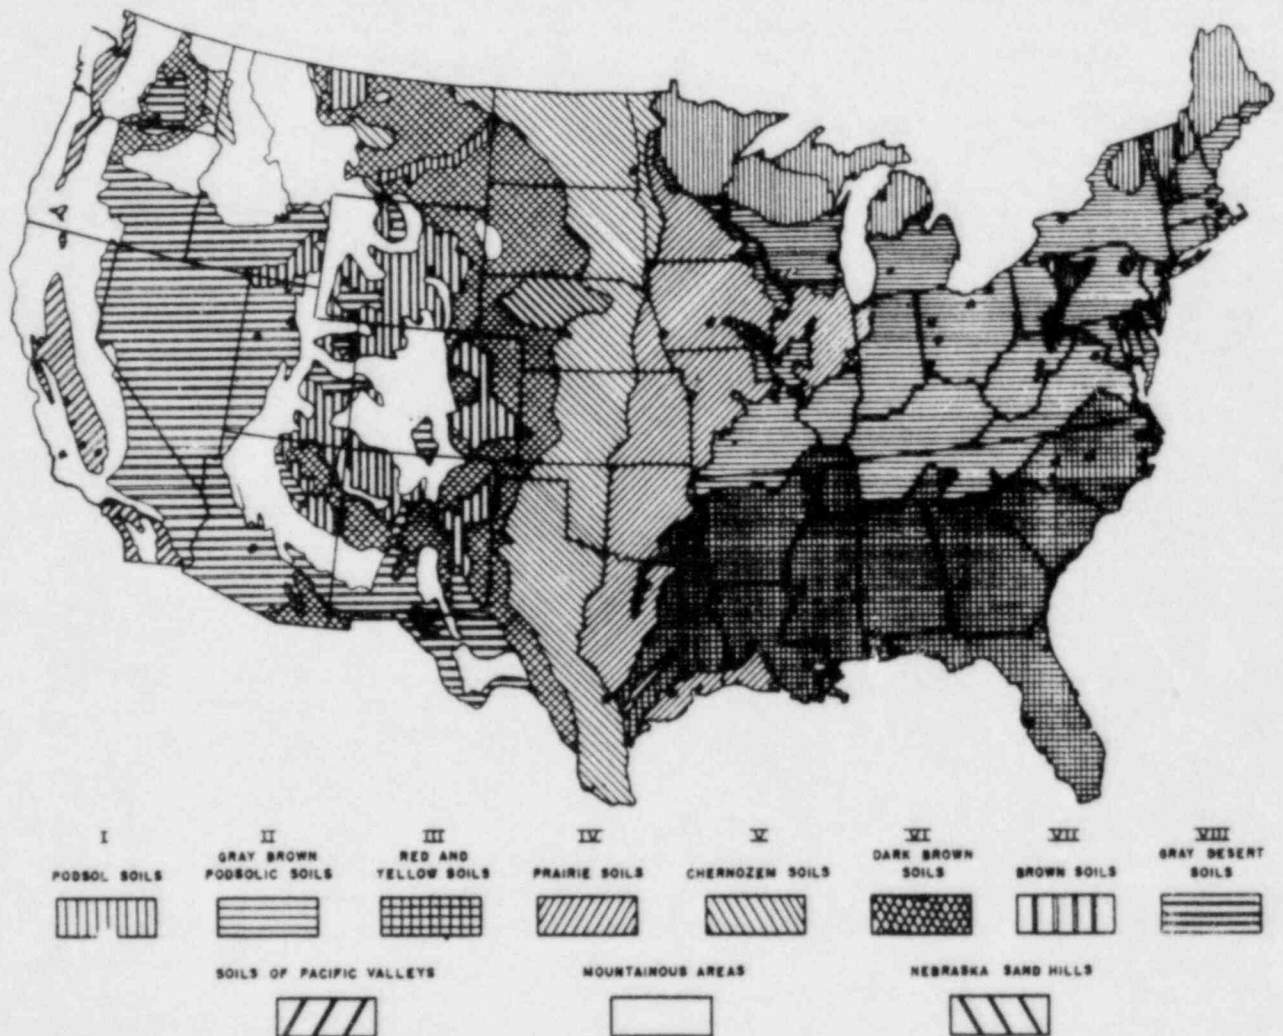 I II III IV V VI VII VIII
PODSOL SOILS
GRAY BROWN
PODSOLIC SOILS
RED AND
YELLOW SOILS
PRAIRIE SOILS
CHERNOZEM SOILS
DARK BROWN
SOILS
BROWN SOILS
GRAY DESERT
SOILS
SOILS OF PACIFIC VALLEYS
MOUNTAINOUS AREAS
NEBRASKA SAND HILLS